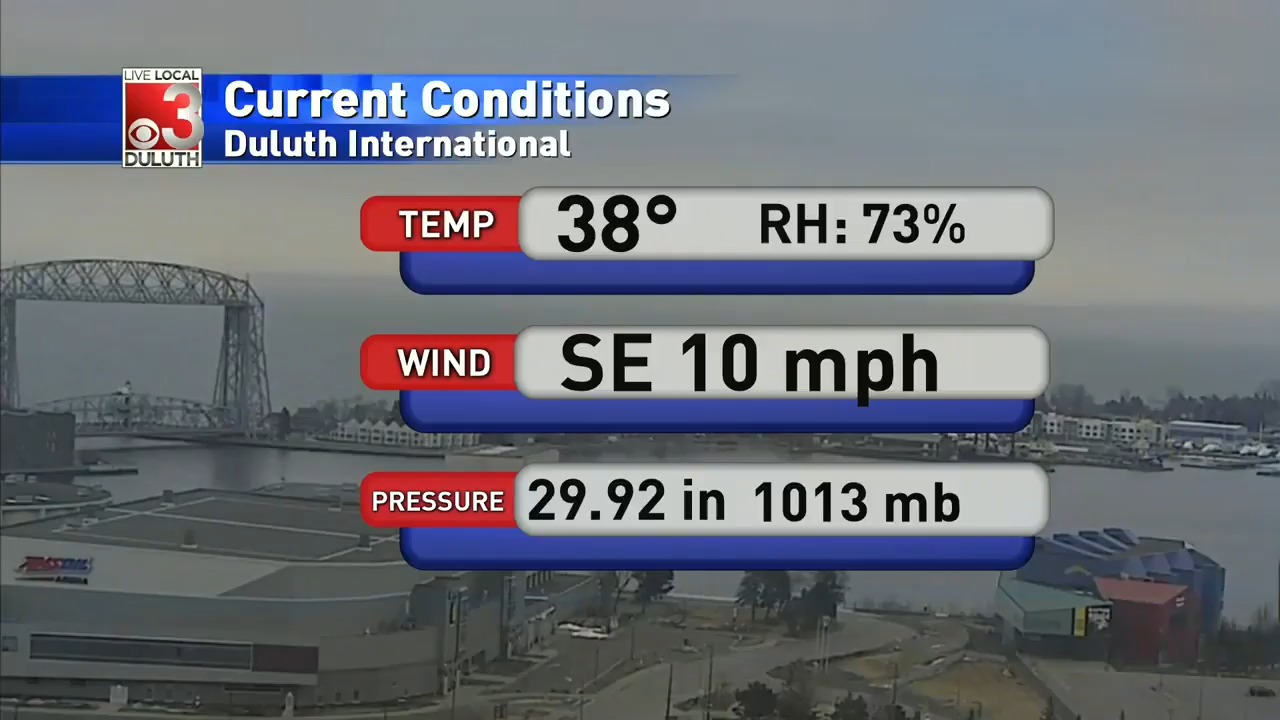 LIVE LOCAL
3
DULUTH
Current Conditions
Duluth International
TEMP 38° RH: 73%
WIND SE 10 mph
PRESSURE 29.92 in 1013 mb